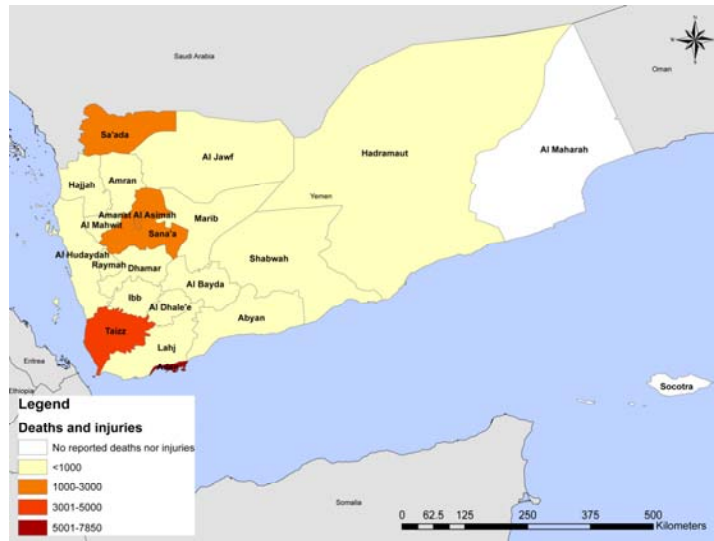 Saudi Arabia
Oman
N
W
E
S
Sa'ada
Al Jawf
Hadramaut
Al Maharah
Amran
Hajjah
Yemen
Amanat Al Asimah
Marib
Al Mahwit
Sana'a
Al Hudaydah
Raymah
Dhamar
Shabwah
Al Bayda
Ibb
Al Dhale'e
Abyan
Taizz
Lahj
Eritrea
Ethiopia
Socotra
Somalia
Legend
Deaths and injuries
No reported deaths nor injuries
<1000
1000-3000
3001-5000
5001-7850
0 62.5 125 250 375 500
Kilometers